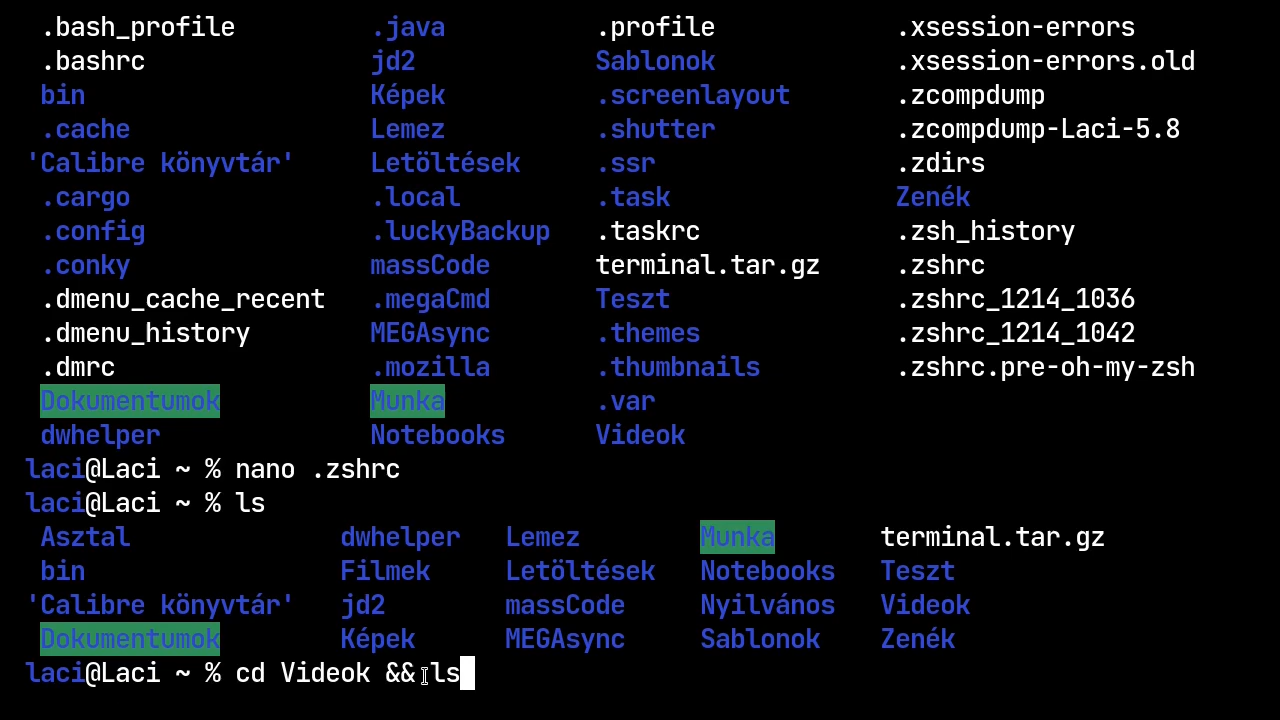 .bash_profile .java .profile .xsession-errors
.bashrc jd2 Sablonok .xsession-errors.old
bin Képek .screenlayout .zcompdump
.cache Lemez .shutter .zcompdump-Laci-5.8
'Calibre könyvtár' Letöltések .ssr .zdirs
.cargo .local .task Zenék
.config .luckyBackup .taskrc .zsh_history
.conky massCode terminal.tar.gz .zshrc
.dmenu_cache_recent .megaCmd Teszt .zshrc_1214_1036
.dmenu_history MEGAsync .themes .zshrc_1214_1042
.dmrc .mozilla .thumbnails .zshrc.pre-oh-my-zsh
Dokumentumok Munka .var
dwhelper Notebooks Videok
laci@Laci ~ % nano .zshrc
laci@Laci ~ % ls
Asztal dwhelper Lemez Munka terminal.tar.gz
bin Filmek Letöltések Notebooks Teszt
'Calibre könyvtár' jd2 massCode Nyilvános Videok
Dokumentumok Képek MEGAsync Sablonok Zenék
laci@Laci ~ % cd Videok && ls